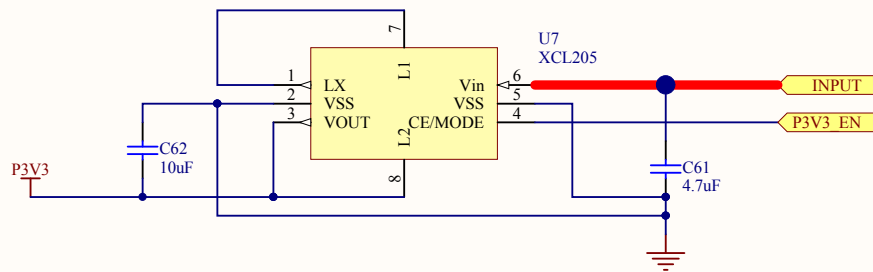 7
U7
XCL205
1
LX
L1
Vin
6
INPUT
2
VSS
VSS
5
3
VOUT
L2
CE/MODE
4
P3V3_EN
C62
10uF
P3V3
8
C61
4.7uF